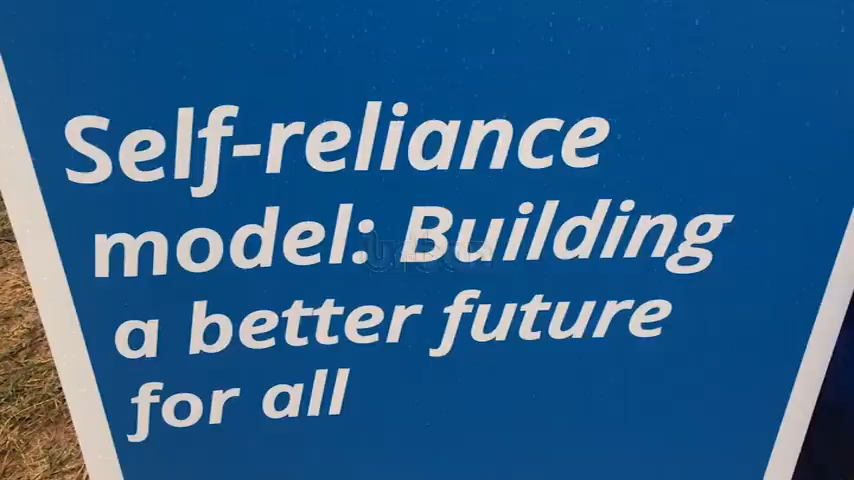 Self-reliance
model: Building
a better future
for all